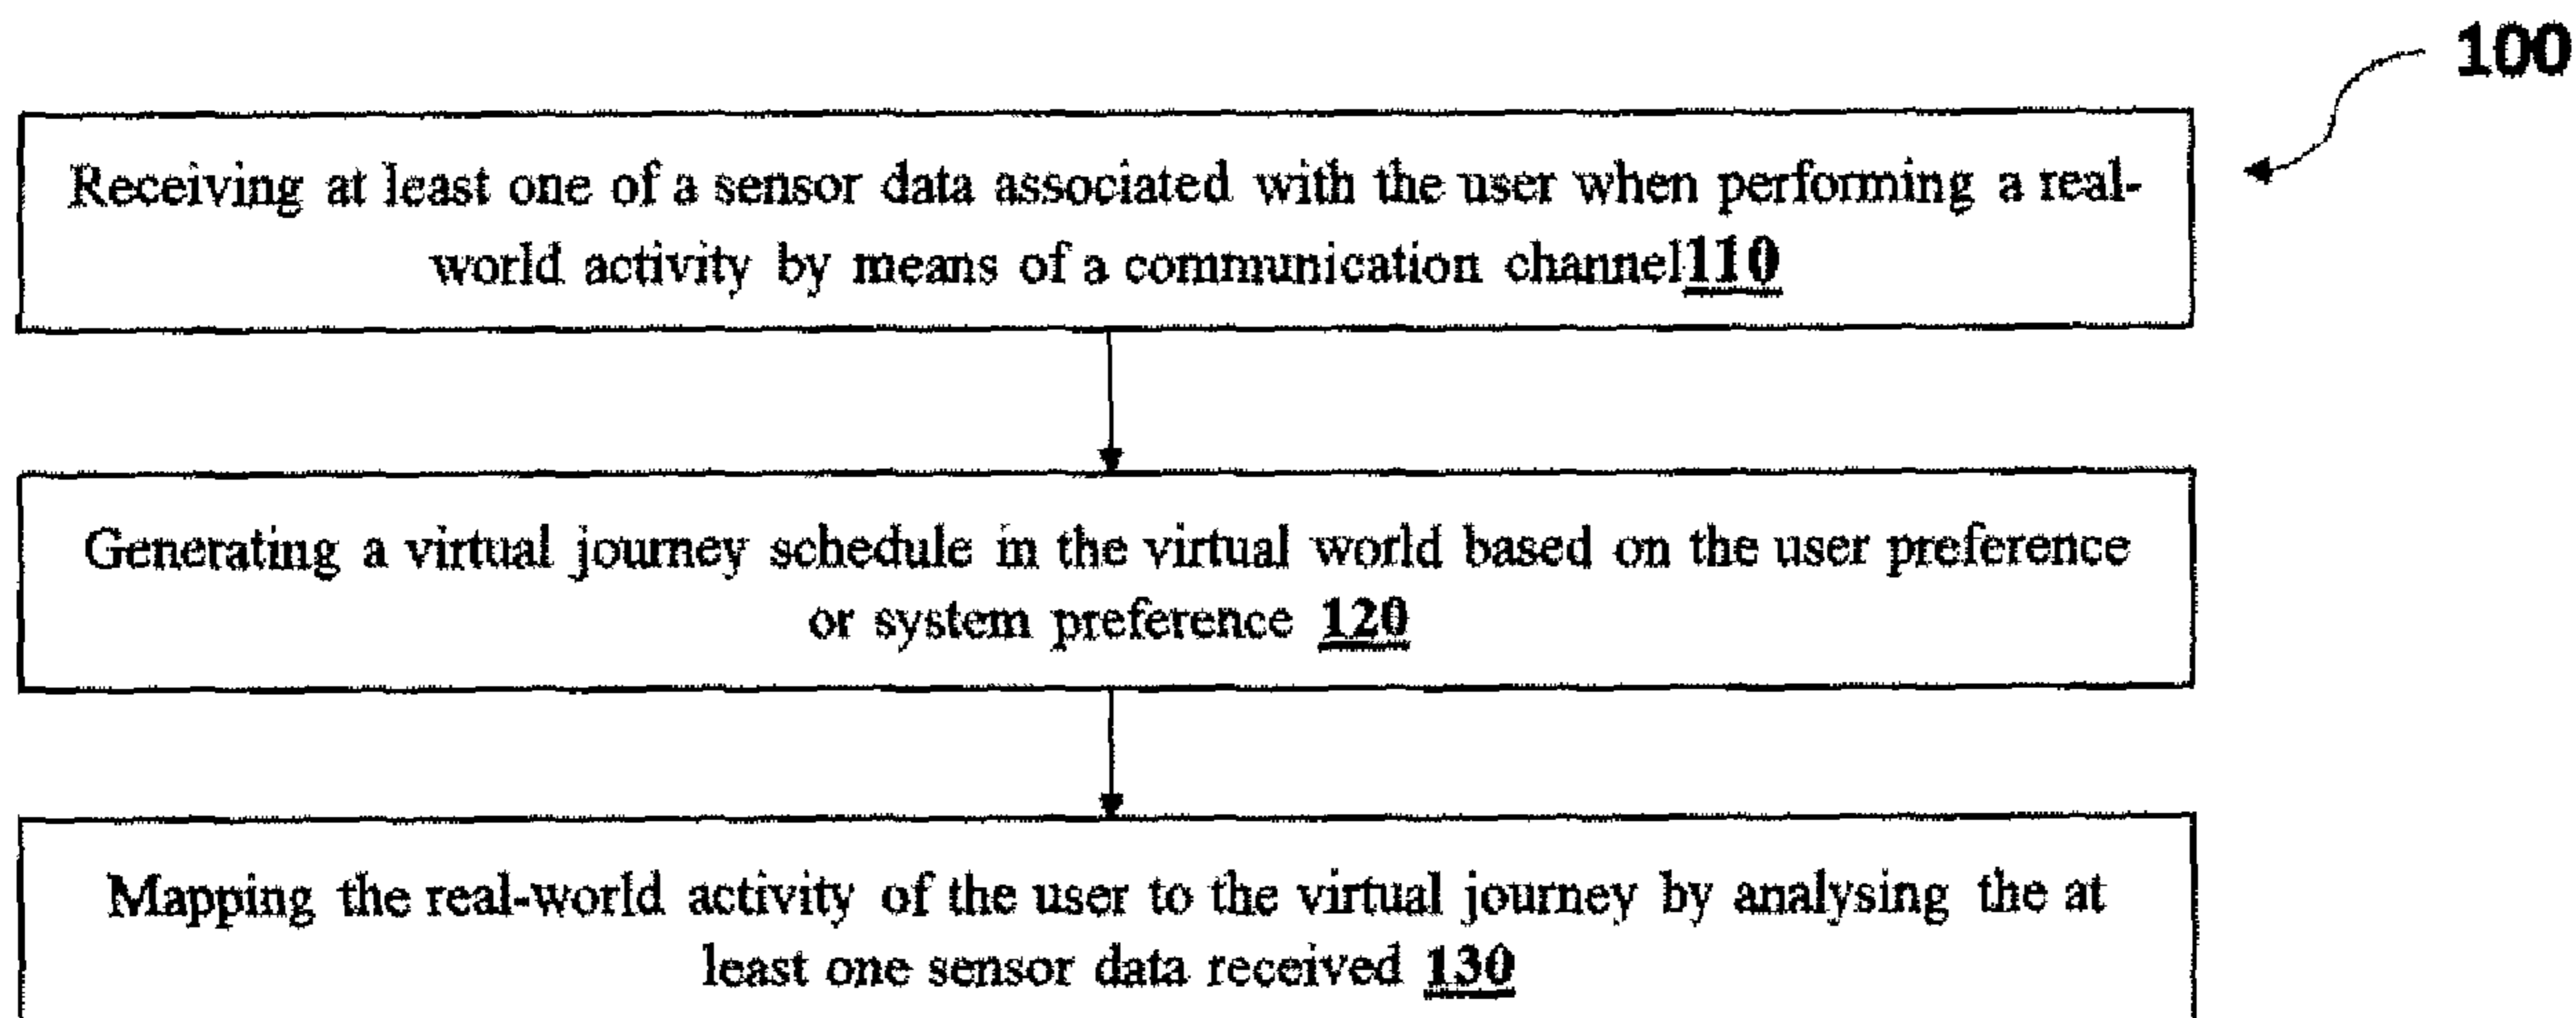 100
Receiving at least one of a sensor data associated with the user when performing a real-
world activity by means of a communication channel110
Generating a virtual journey schedule in the virtual world based on the user preference
or system preference 120
Mapping the real-world activity of the user to the virtual journey by analysing the at
least one sensor data received 130